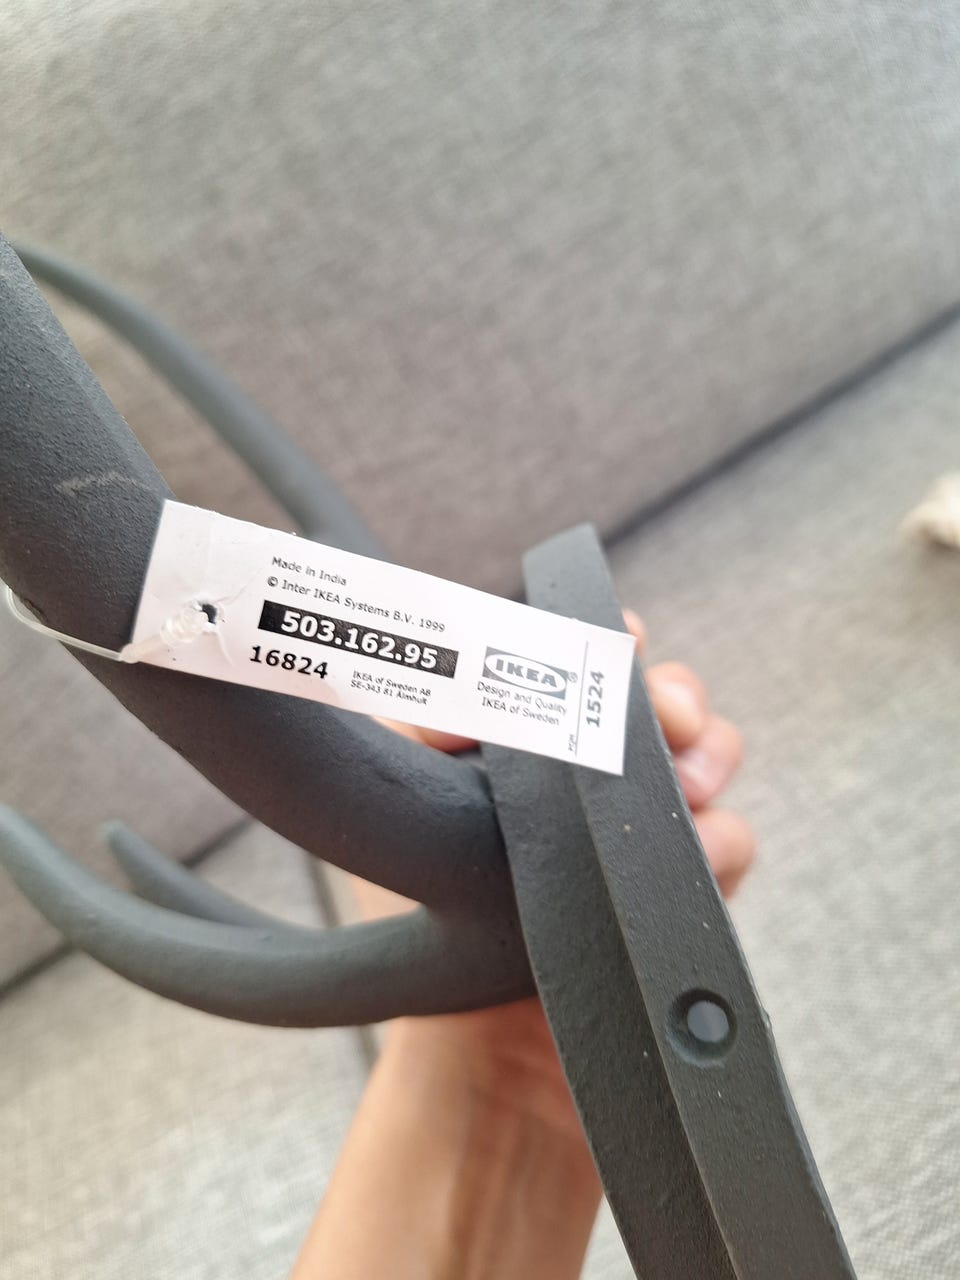 Made in India
© Inter IKEA Systems B.V. 1999
503.162.95
16824
IKEA of Sweden AB
SE-343 81 Älmhult
IKEA®
Design and Quality
IKEA of Sweden
1524